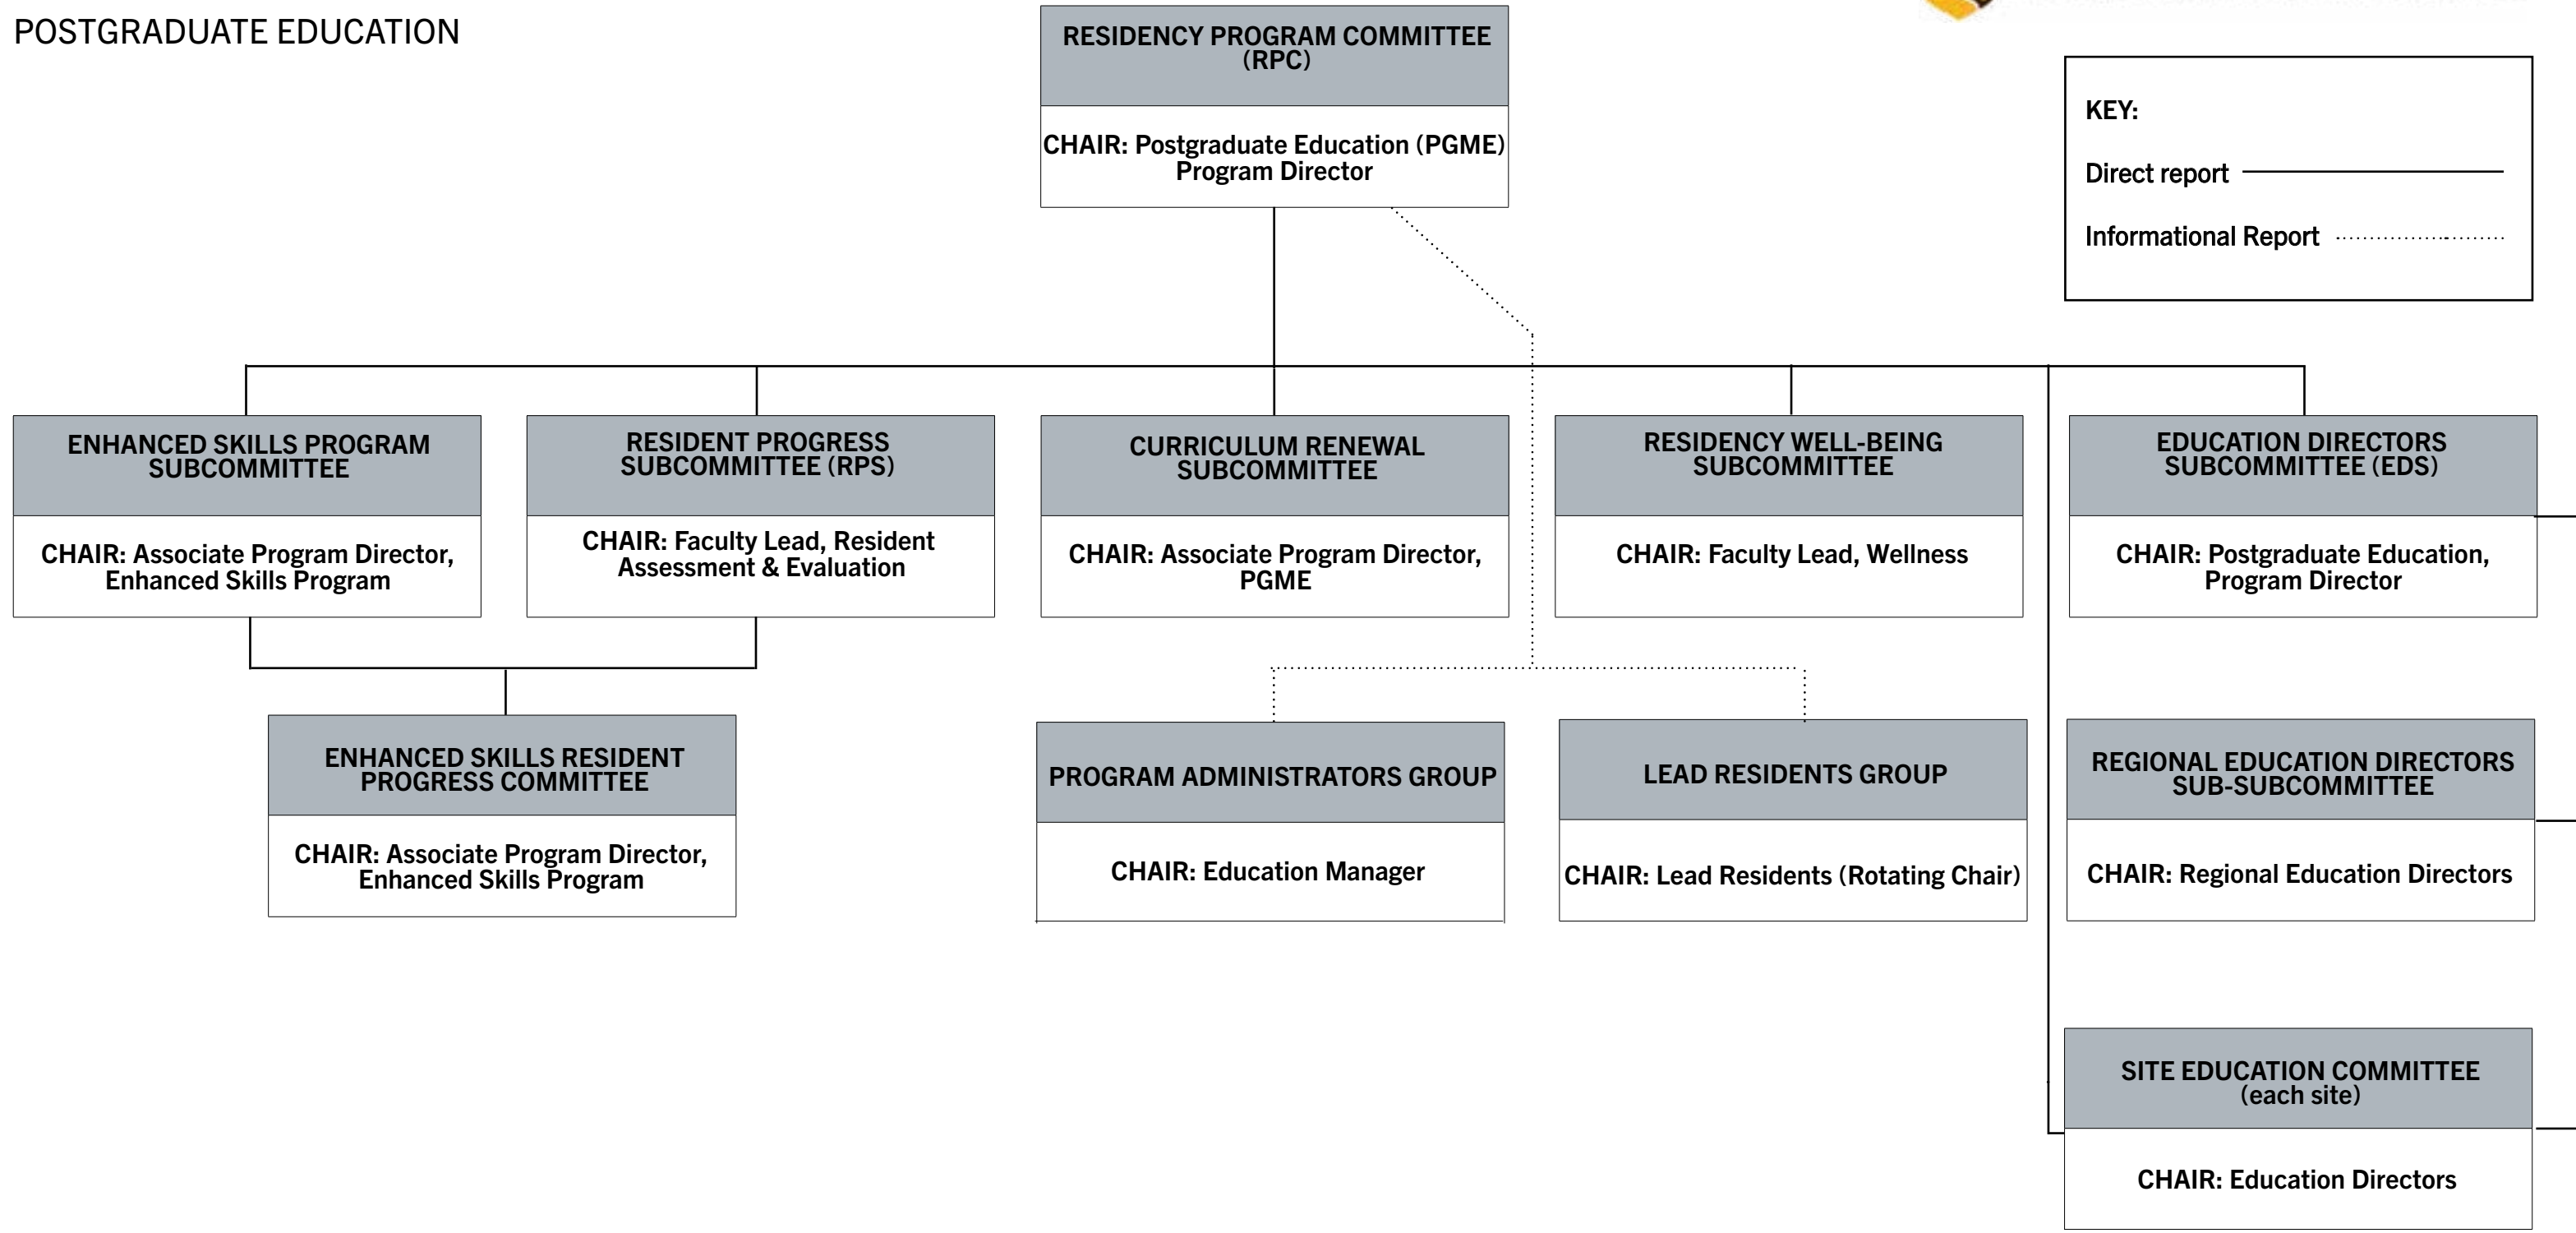 POSTGRADUATE EDUCATION
RESIDENCY PROGRAM COMMITTEE
(RPC)
CHAIR: Postgraduate Education (PGME)
Program Director
KEY:
Direct report
Informational Report
ENHANCED SKILLS PROGRAM
SUBCOMMITTEE
CHAIR: Associate Program Director,
Enhanced Skills Program
RESIDENT PROGRESS
SUBCOMMITTEE (RPS)
CHAIR: Faculty Lead, Resident
Assessment & Evaluation
CURRICULUM RENEWAL
SUBCOMMITTEE
CHAIR: Associate Program Director,
PGME
RESIDENCY WELL-BEING
SUBCOMMITTEE
CHAIR: Faculty Lead, Wellness
EDUCATION DIRECTORS
SUBCOMMITTEE (EDS)
CHAIR: Postgraduate Education,
Program Director
ENHANCED SKILLS RESIDENT
PROGRESS COMMITTEE
CHAIR: Associate Program Director,
Enhanced Skills Program
PROGRAM ADMINISTRATORS GROUP
CHAIR: Education Manager
LEAD RESIDENTS GROUP
CHAIR: Lead Residents (Rotating Chair)
REGIONAL EDUCATION DIRECTORS
SUB-SUBCOMMITTEE
CHAIR: Regional Education Directors
SITE EDUCATION COMMITTEE
(each site)
CHAIR: Education Directors